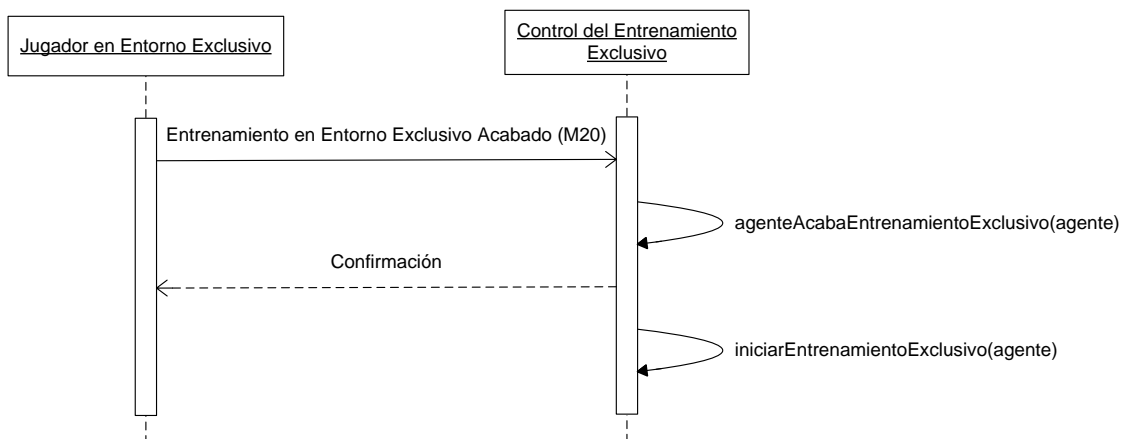 Jugador en Entorno Exclusivo
Control del Entrenamiento
Exclusivo
Entrenamiento en Entorno Exclusivo Acabado (M20)
agenteAcabaEntrenamientoExclusivo(agente)
Confirmación
iniciarEntrenamientoExclusivo(agente)